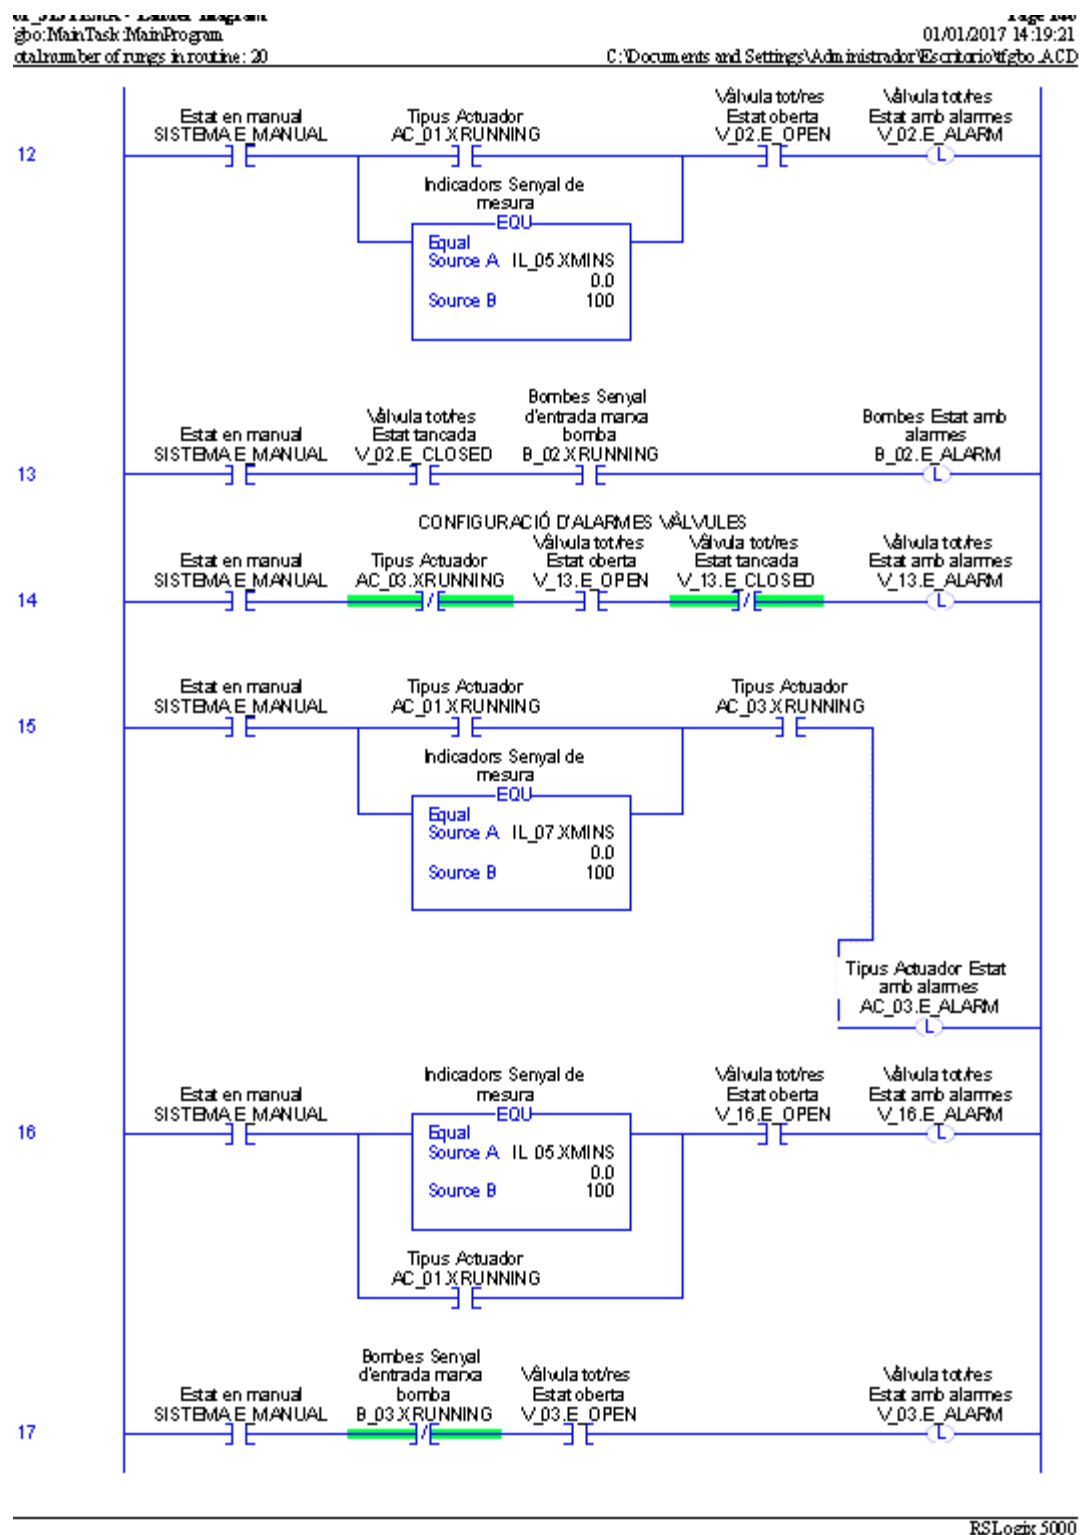 gbo:MainTask:MainProgram
01/01/2017 14:19:21
otal number of rungs in routine: 20
C:\Documents and Settings\Administrador\Escritorio\tfgbo.ACD
12
Estat en manual
SISTEMA.E_MANUAL
Tipus Actuador
AC_01.XRUNNING
Vàlvula tot/res
Estat oberta
V_02.E_OPEN
Vàlvula tot/res
Estat amb alarmes
V_02.E_ALARM
L
Indicadors Senyal de
mesura
EQU
Equal
Source A IL_05.XMINS
0.0
Source B 100
13
Estat en manual
SISTEMA.E_MANUAL
Vàlvula tot/res
Estat tancada
V_02.E_CLOSED
Bombes Senyal
d'entrada marxa
bomba
B_02.XRUNNING
Bombes Estat amb
alarmes
B_02.E_ALARM
L
CONFIGURACIÓ D'ALARMES VÀLVULES
14
Estat en manual
SISTEMA.E_MANUAL
Tipus Actuador
AC_03.XRUNNING
Vàlvula tot/res
Estat oberta
V_13.E_OPEN
Vàlvula tot/res
Estat tancada
V_13.E_CLOSED
Vàlvula tot/res
Estat amb alarmes
V_13.E_ALARM
L
15
Estat en manual
SISTEMA.E_MANUAL
Tipus Actuador
AC_01.XRUNNING
Tipus Actuador
AC_03.XRUNNING
Indicadors Senyal de
mesura
EQU
Equal
Source A IL_07.XMINS
0.0
Source B 100
Tipus Actuador Estat
amb alarmes
AC_03.E_ALARM
L
16
Estat en manual
SISTEMA.E_MANUAL
Indicadors Senyal de
mesura
EQU
Equal
Source A IL_05.XMINS
0.0
Source B 100
Vàlvula tot/res
Estat oberta
V_16.E_OPEN
Vàlvula tot/res
Estat amb alarmes
V_16.E_ALARM
L
Tipus Actuador
AC_01.XRUNNING
17
Estat en manual
SISTEMA.E_MANUAL
Bombes Senyal
d'entrada marxa
bomba
B_03.XRUNNING
Vàlvula tot/res
Estat oberta
V_03.E_OPEN
Vàlvula tot/res
Estat amb alarmes
V_03.E_ALARM
L
RSLogix 5000